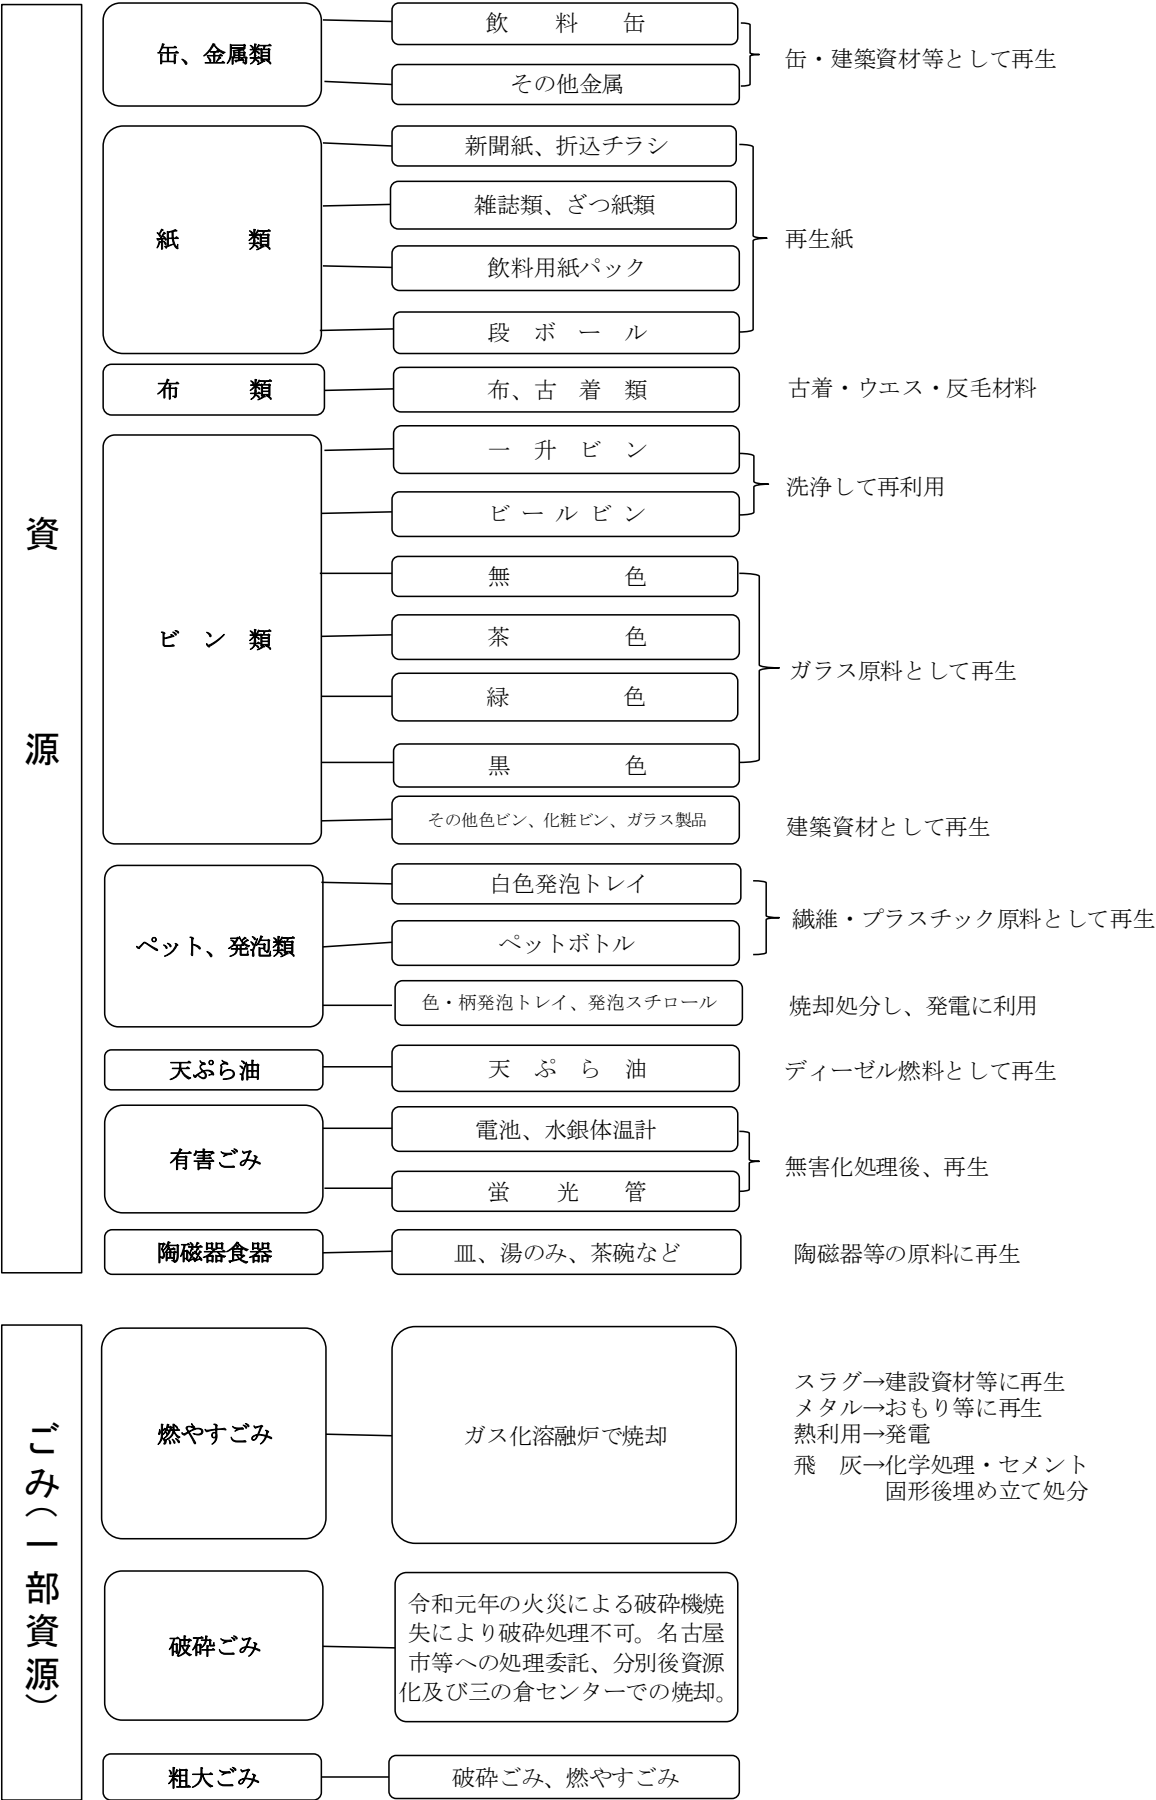 資源
缶、金属類
飲料缶
その他金属
缶・建築資材等として再生
紙類
新聞紙、折込チラシ
雑誌類、ざつ紙類
飲料用紙パック
段ボール
再生紙
布類
布、古着類
古着・ウエス・反毛材料
ビン類
一升ビン
ビールビン
洗浄して再利用
無色
茶色
緑色
黒色
ガラス原料として再生
その他色ビン、化粧ビン、ガラス製品
建築資材として再生
ペット、発泡類
白色発泡トレイ
ペットボトル
繊維・プラスチック原料として再生
色・柄発泡トレイ、発泡スチロール
焼却処分し、発電に利用
天ぷら油
天ぷら油
ディーゼル燃料として再生
有害ごみ
電池、水銀体温計
蛍光管
無害化処理後、再生
陶磁器食器
皿、湯のみ、茶碗など
陶磁器等の原料に再生
ごみ(一部資源)
燃やすごみ
ガス化溶融炉で焼却
スラグ→建設資材等に再生
メタル→おもり等に再生
熱利用→発電
飛 灰→化学処理・セメント
固形後埋め立て処分
破砕ごみ
令和元年の火災による破砕機焼
失により破砕処理不可。名古屋
市等への処理委託、分別後資源
化及び三の倉センターでの焼却。
粗大ごみ
破砕ごみ、燃やすごみ